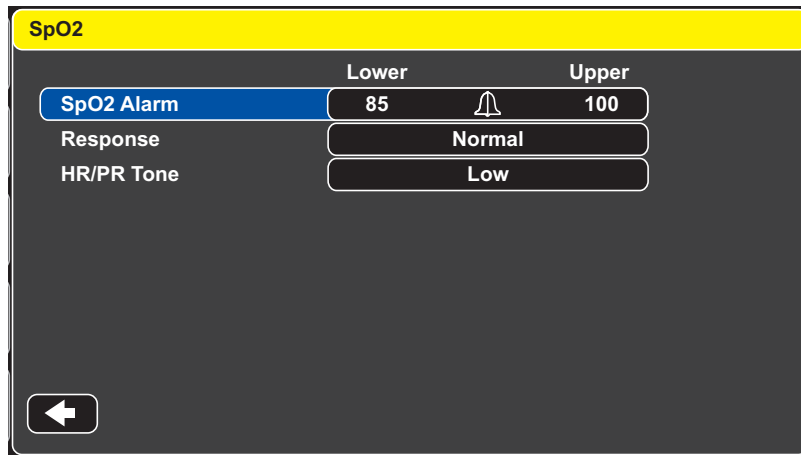 SpO2
Lower Upper
SpO2 Alarm 85 100
Response Normal
HR/PR Tone Low